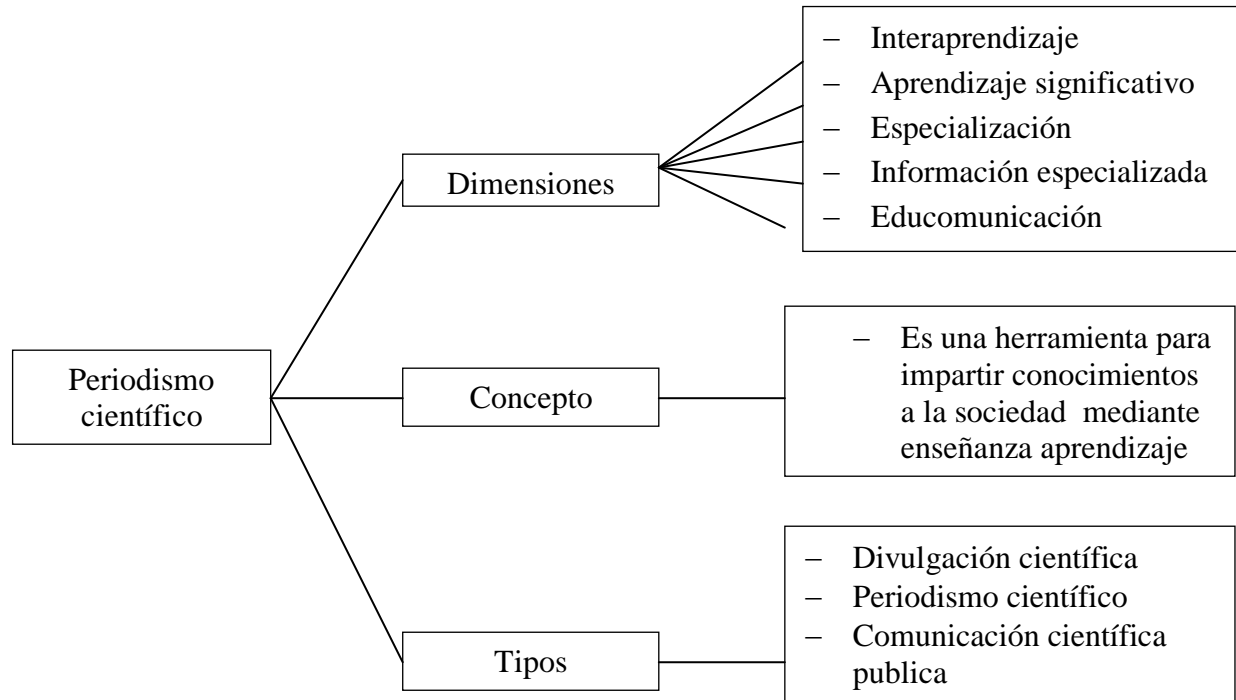 – Interaprendizaje
– Aprendizaje significativo
– Especialización
– Información especializada
– Educomunicación
Dimensiones
– Es una herramienta para
impartir conocimientos
a la sociedad mediante
enseñanza aprendizaje
Periodismo
científico
Concepto
– Divulgación científica
– Periodismo científico
– Comunicación científica
publica
Tipos